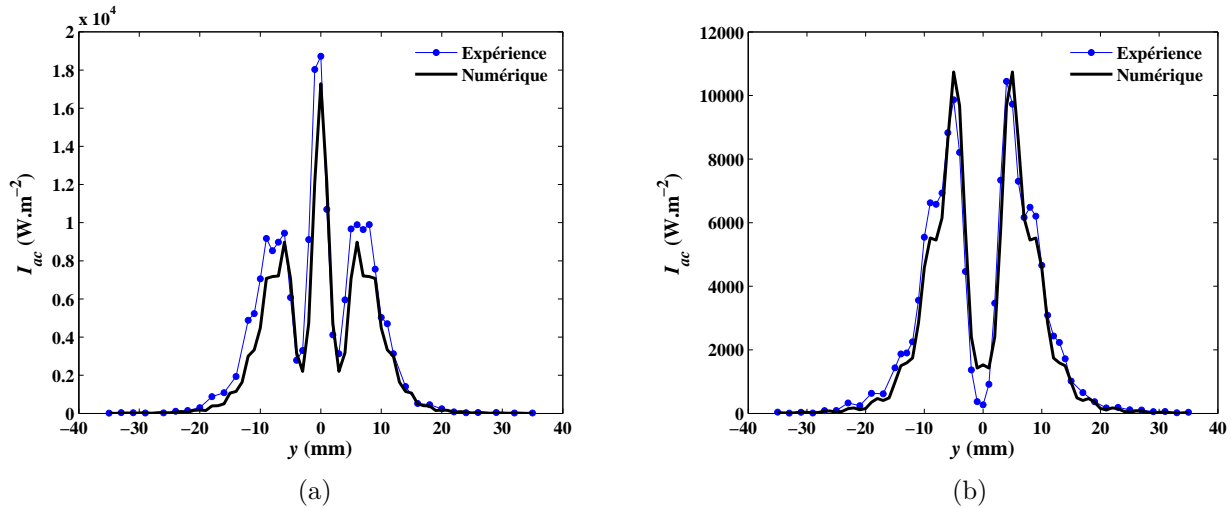 x 10⁴
2
1.8
1.6
1.4
1.2
1
0.8
0.6
0.4
0.2
0
I_ac (W.m⁻²)
−40 −30 −20 −10 0 10 20 30 40
y (mm)
Expérience
Numérique
(a)
12000
10000
8000
6000
4000
2000
0
I_ac (W.m⁻²)
−40 −30 −20 −10 0 10 20 30 40
y (mm)
Expérience
Numérique
(b)